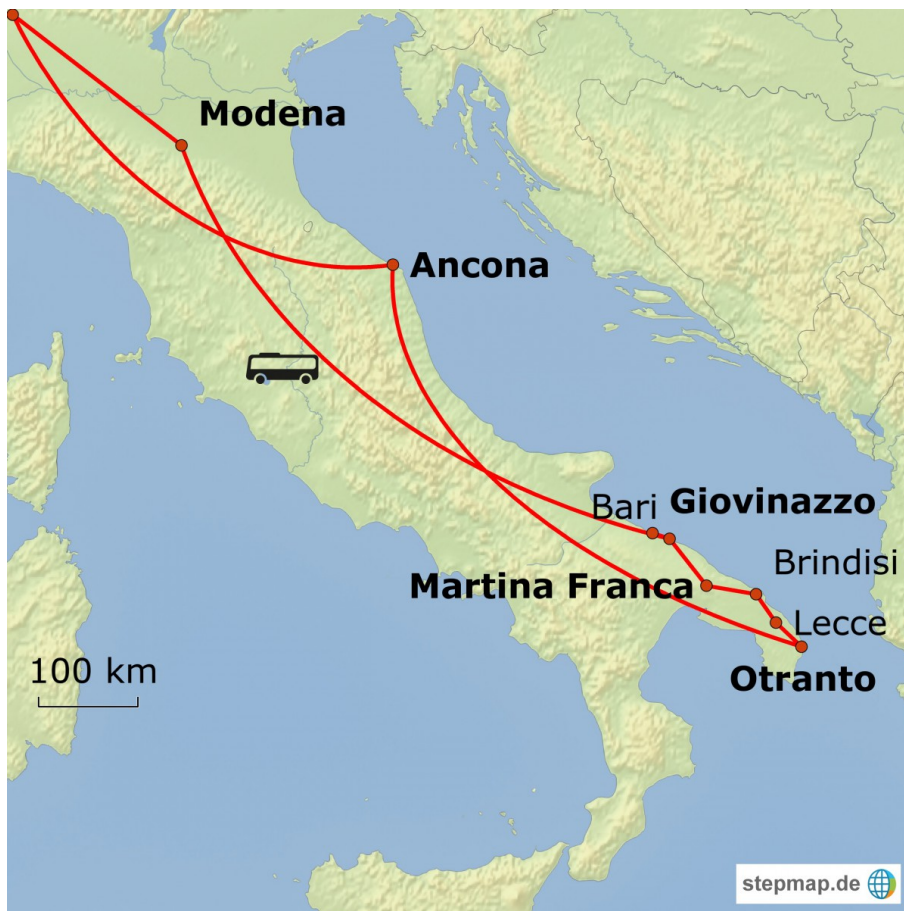 Modena
Ancona
Bari
Giovinazzo
Brindisi
Martina Franca
Lecce
100 km
Otranto
stepmap.de